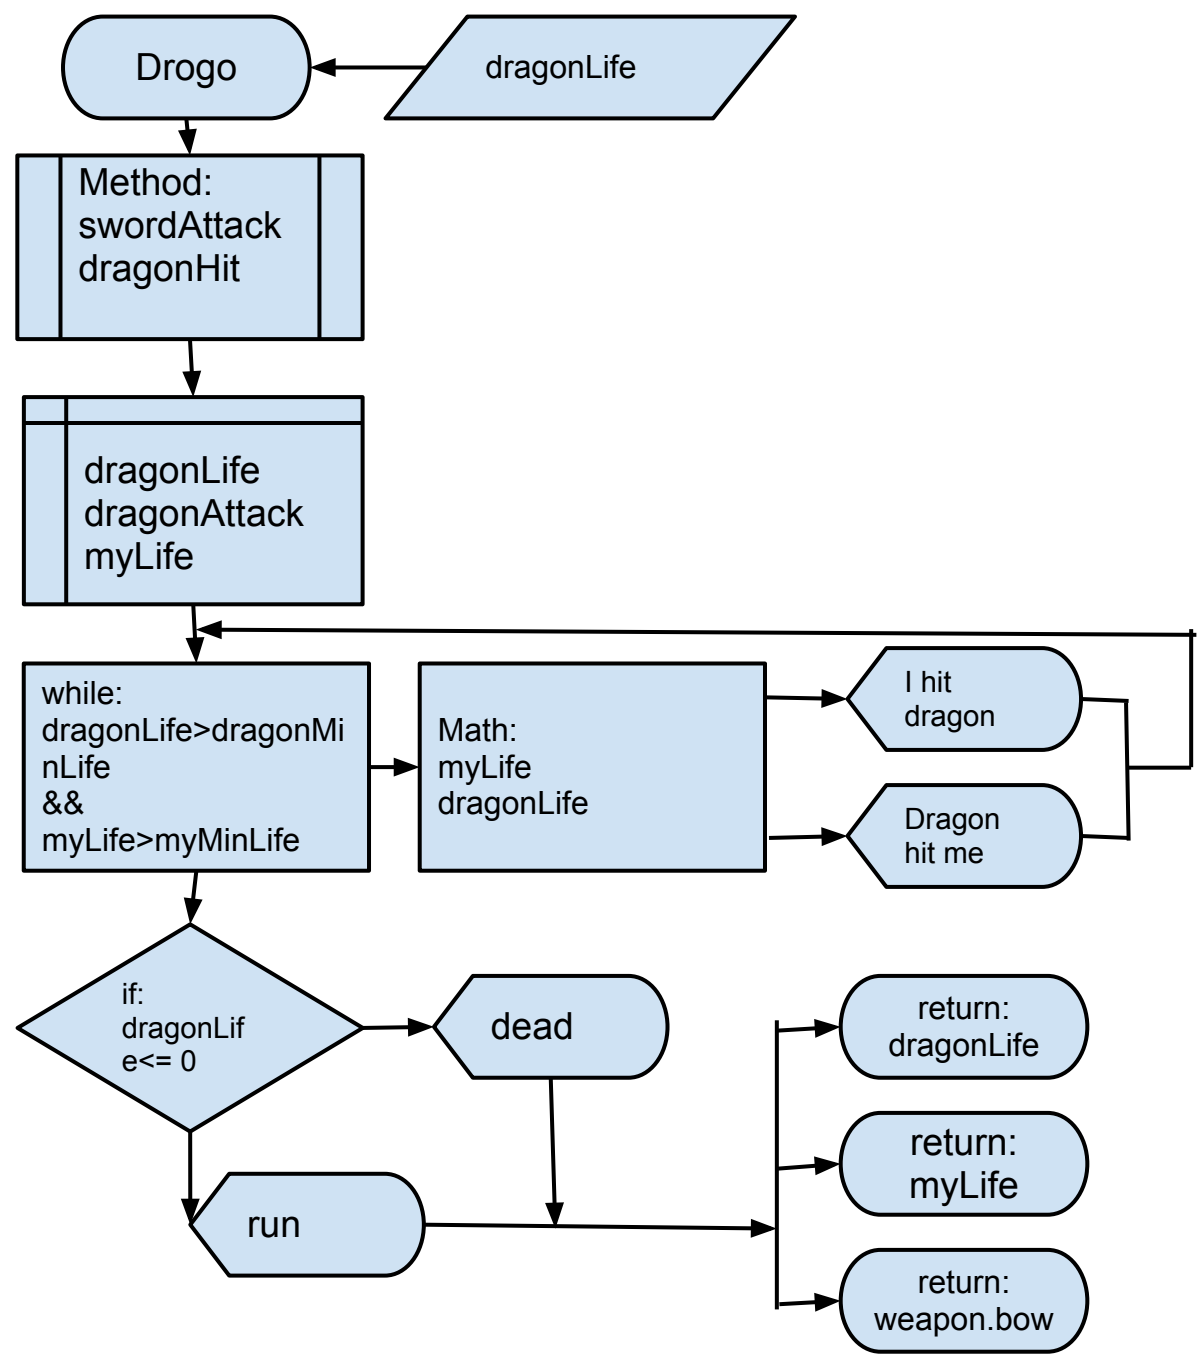 Drogo
dragonLife
Method:
swordAttack
dragonHit
dragonLife
dragonAttack
myLife
while:
dragonLife>dragonMi
nLife
&&
myLife>myMinLife
Math:
myLife
dragonLife
I hit
dragon
Dragon
hit me
if:
dragonLif
e<= 0
dead
run
return:
dragonLife
return:
myLife
return:
weapon.bow